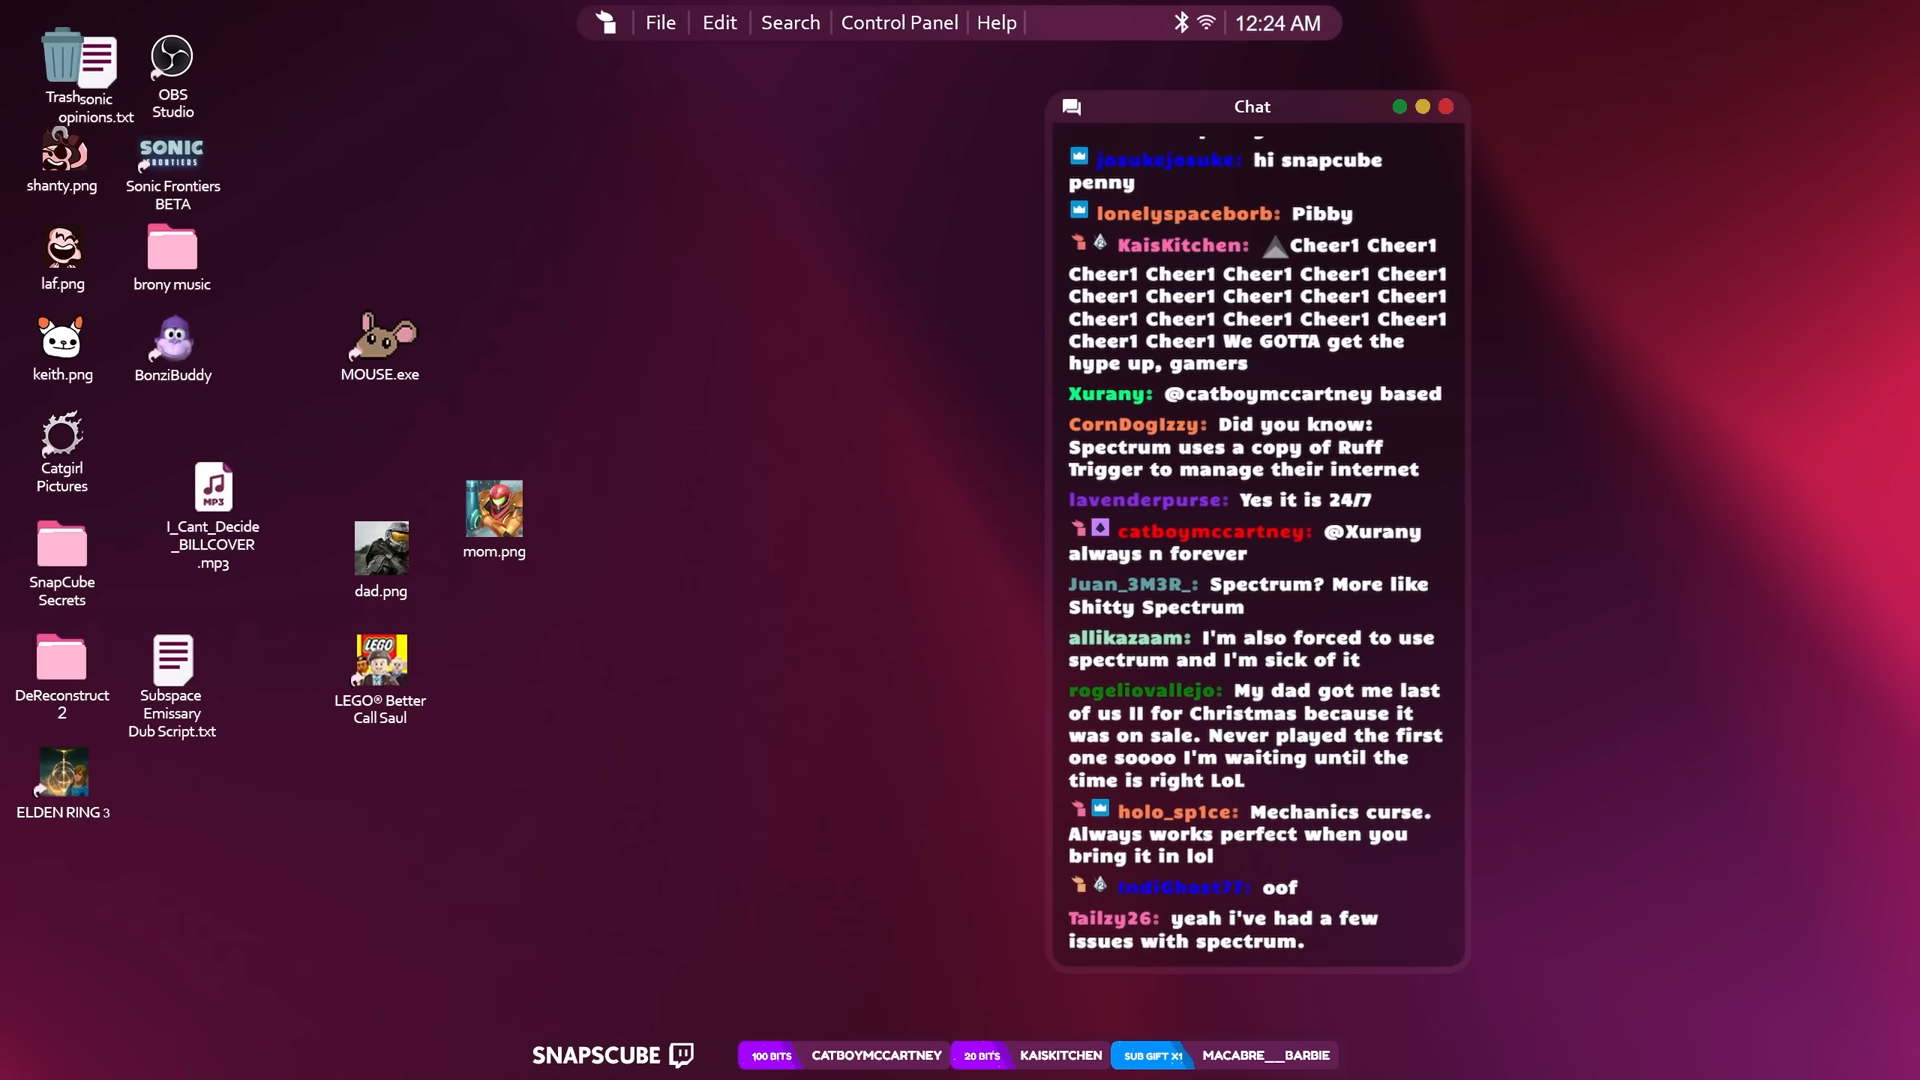 File
Edit
Search
Control Panel
Help
12:24 AM
Trash
sonic
opinions.txt
OBS
Studio
shanty.png
SONIC
FRONTIERS
Sonic Frontiers
BETA
laf.png
brony music
keith.png
BonziBuddy
MOUSE.exe
Catgirl
Pictures
MP3
I_Cant_Decide
_BILLCOVER
.mp3
dad.png
mom.png
SnapCube
Secrets
DeReconstruct
2
Subspace
Emissary
Dub Script.txt
LEGO
LEGO® Better
Call Saul
ELDEN RING 3
Chat
josukejosuke: hi snapcube
penny
lonelyspaceborb: Pibby
KaisKitchen: Cheer1 Cheer1
Cheer1 Cheer1 Cheer1 Cheer1 Cheer1
Cheer1 Cheer1 Cheer1 Cheer1 Cheer1
Cheer1 Cheer1 Cheer1 Cheer1 Cheer1
Cheer1 Cheer1 We GOTTA get the
hype up, gamers
Xurany: @catboymccartney based
CornDogIzzy: Did you know:
Spectrum uses a copy of Ruff
Trigger to manage their internet
lavenderpurse: Yes it is 24/7
catboymccartney: @Xurany
always n forever
Juan_3M3R_: Spectrum? More like
Shitty Spectrum
allikazaam: I'm also forced to use
spectrum and I'm sick of it
rogeliovallejo: My dad got me last
of us II for Christmas because it
was on sale. Never played the first
one soooo I'm waiting until the
time is right LoL
holo_sp1ce: Mechanics curse.
Always works perfect when you
bring it in lol
IndiGhost77: oof
Tailzy26: yeah i've had a few
issues with spectrum.
SNAPSCUBE
100 BITS CATBOYMCCARTNEY
20 BITS KAISKITCHEN
SUB GIFT X1 MACABRE__BARBIE